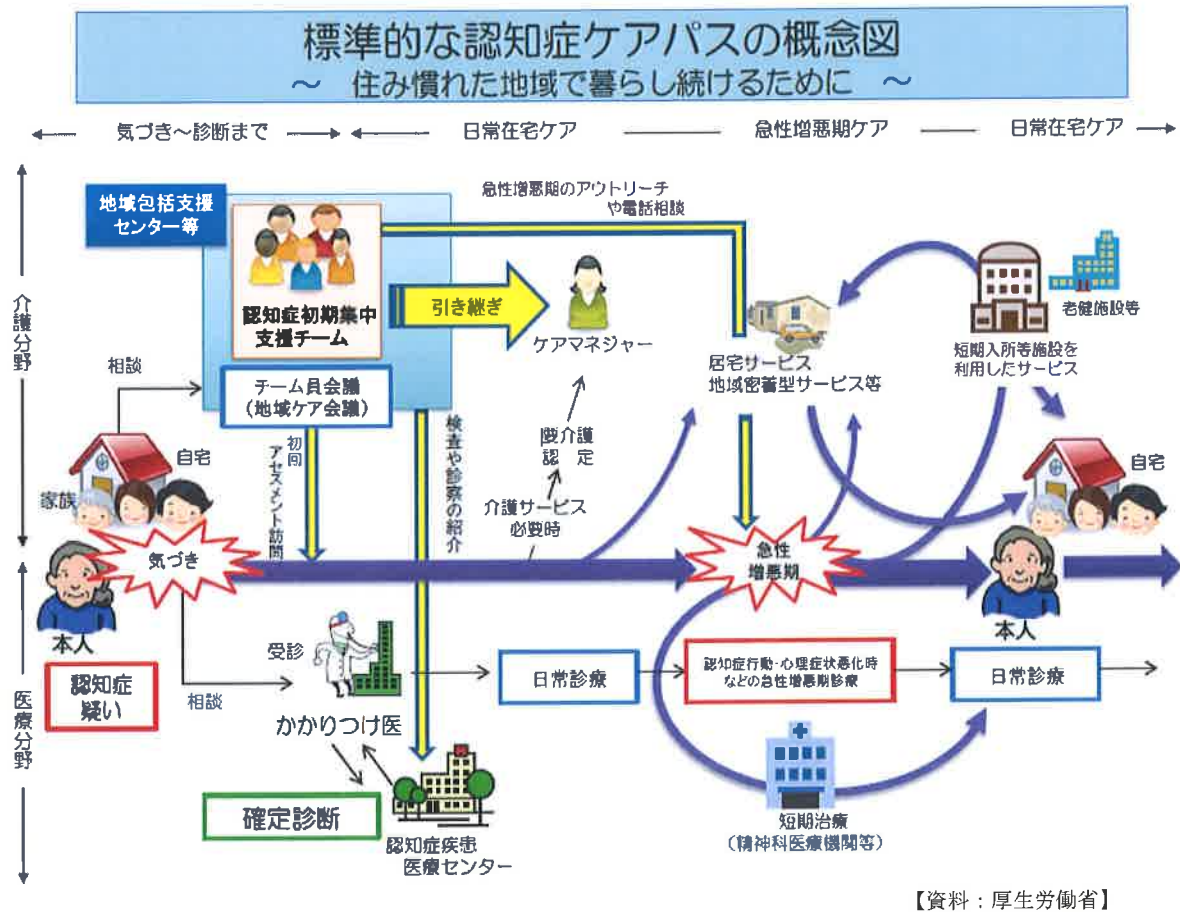 標準的な認知症ケアパスの概念図
～ 住み慣れた地域で暮らし続けるために ～
気づき～診断まで
日常在宅ケア
急性増悪期ケア
日常在宅ケア
介護分野
医療分野
地域包括支援
センター等
認知症初期集中
支援チーム
チーム員会議
(地域ケア会議)
急性増悪期のアウトリーチ
や電話相談
引き継ぎ
ケアマネジャー
居宅サービス
地域密着型サービス等
老健施設等
短期入所等施設を
利用したサービス
相談
自宅
家族
初回
アセスメント訪問
検査や診察の紹介
要介護
認定
介護サービス
必要時
自宅
気づき
急性
増悪期
本人
本人
認知症
疑い
相談
受診
かかりつけ医
日常診療
認知症行動・心理症状悪化時
などの急性増悪期診療
日常診療
確定診断
認知症疾患
医療センター
短期治療
(精神科医療機関等)
【資料：厚生労働省】